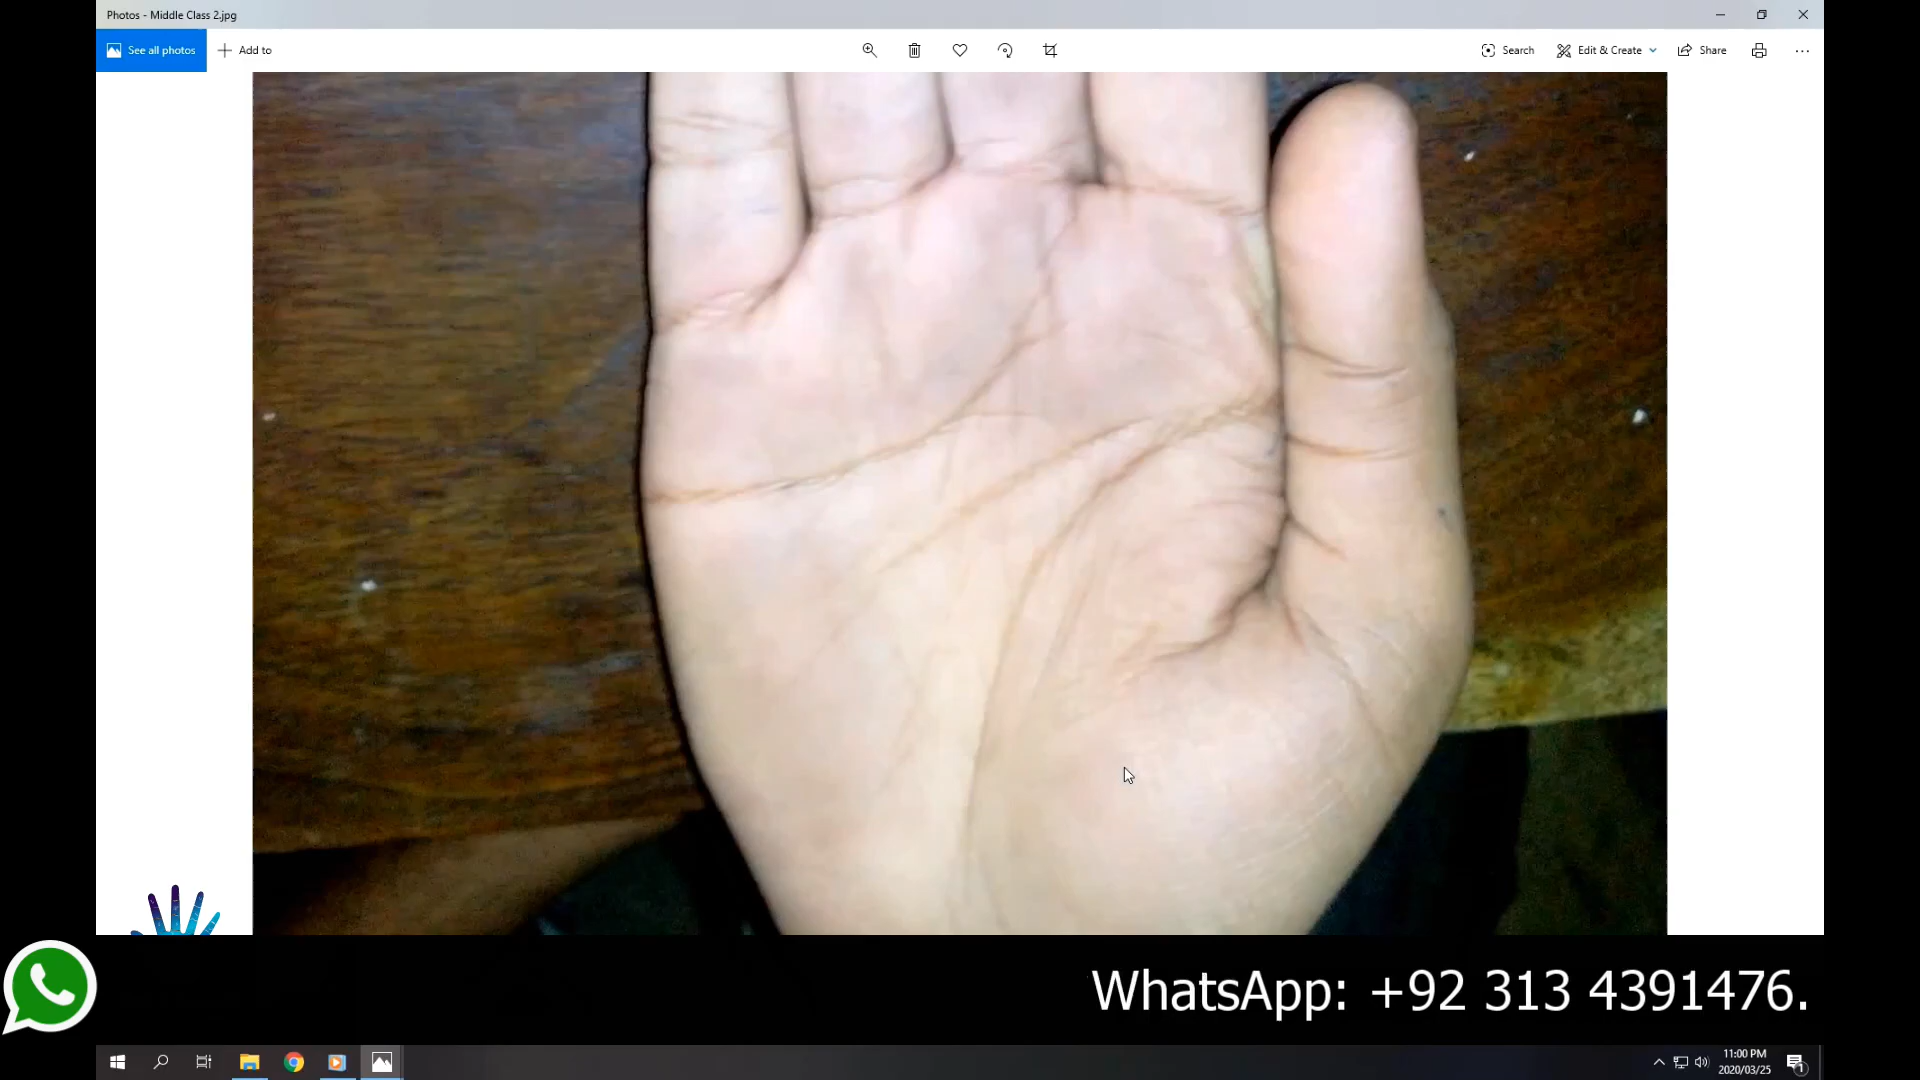 Photos - Middle Class 2.jpg
See all photos
Add to
Search
Edit & Create
Share
WhatsApp: +92 313 4391476.
11:00 PM
2020/03/25
1